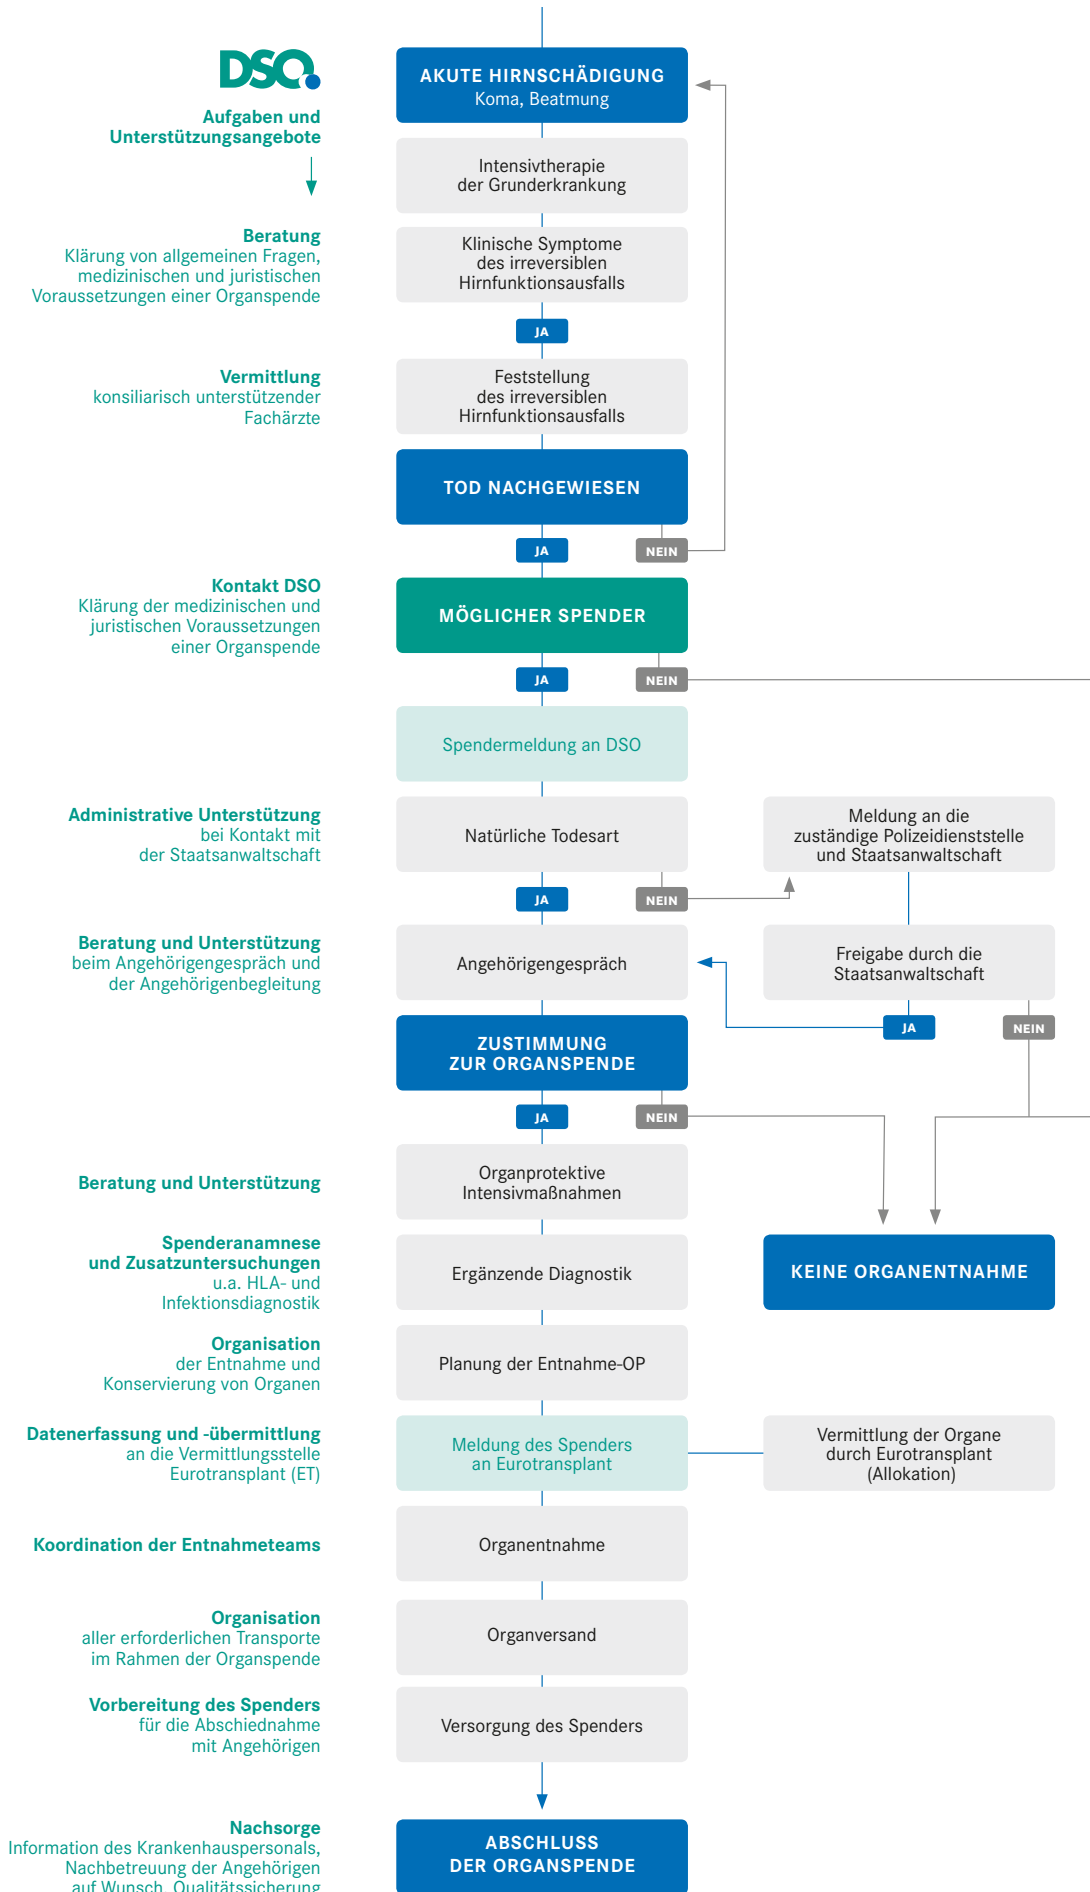 DSO
Aufgaben und
Unterstützungsangebote
AKUTE HIRNSCHÄDIGUNG
Koma, Beatmung
Intensivtherapie
der Grunderkrankung
Beratung
Klärung von allgemeinen Fragen,
medizinischen und juristischen
Voraussetzungen einer Organspende
Klinische Symptome
des irreversiblen
Hirnfunktionsausfalls
JA
Vermittlung
konsiliarisch unterstützender
Fachärzte
Feststellung
des irreversiblen
Hirnfunktionsausfalls
TOD NACHGEWIESEN
JA
NEIN
Kontakt DSO
Klärung der medizinischen und
juristischen Voraussetzungen
einer Organspende
MÖGLICHER SPENDER
JA
NEIN
Spendermeldung an DSO
Administrative Unterstützung
bei Kontakt mit
der Staatsanwaltschaft
Natürliche Todesart
Meldung an die
zuständige Polizeidienststelle
und Staatsanwaltschaft
JA
NEIN
Beratung und Unterstützung
beim Angehörigengespräch und
der Angehörigenbegleitung
Angehörigengespräch
Freigabe durch die
Staatsanwaltschaft
JA
NEIN
ZUSTIMMUNG
ZUR ORGANSPENDE
JA
NEIN
Beratung und Unterstützung
Organprotektive
Intensivmaßnahmen
Spenderanamnese
und Zusatzuntersuchungen
u.a. HLA- und
Infektionsdiagnostik
Ergänzende Diagnostik
KEINE ORGANENTNAHME
Organisation
der Entnahme und
Konservierung von Organen
Planung der Entnahme-OP
Datenerfassung und -übermittlung
an die Vermittlungsstelle
Eurotransplant (ET)
Meldung des Spenders
an Eurotransplant
Vermittlung der Organe
durch Eurotransplant
(Allokation)
Koordination der Entnahmeteams
Organentnahme
Organisation
aller erforderlichen Transporte
im Rahmen der Organspende
Organversand
Vorbereitung des Spenders
für die Abschiednahme
mit Angehörigen
Versorgung des Spenders
Nachsorge
Information des Krankenhauspersonals,
Nachbetreuung der Angehörigen
auf Wunsch, Qualitätssicherung
ABSCHLUSS
DER ORGANSPENDE